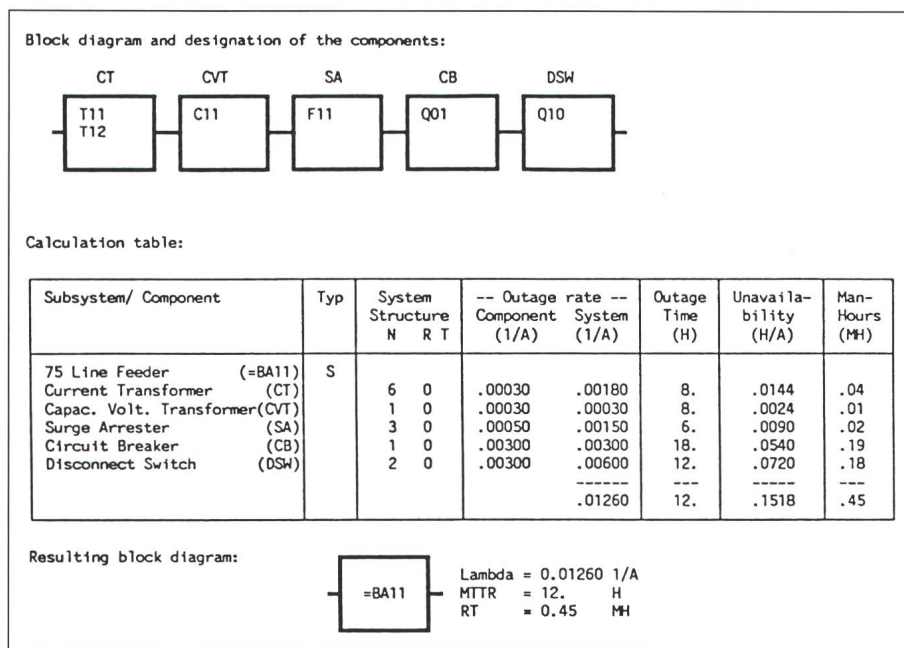 Block diagram and designation of the components:
CT CVT SA CB DSW
T11 C11 F11 Q01 Q10
T12
Calculation table:
Subsystem/ Component Typ System -- Outage rate -- Outage Unavaila- Man-
Structure Component System Time bility Hours
N R T (1/A) (1/A) (H) (H/A) (MH)
75 Line Feeder (=BA11) S
Current Transformer (CT) 6 0 .00030 .00180 8. .0144 .04
Capac. Volt. Transformer(CVT) 1 0 .00030 .00030 8. .0024 .01
Surge Arrester (SA) 3 0 .00050 .00150 6. .0090 .02
Circuit Breaker (CB) 1 0 .00300 .00300 18. .0540 .19
Disconnect Switch (DSW) 2 0 .00300 .00600 12. .0720 .18
------ --- ----- ---
.01260 12. .1518 .45
Resulting block diagram:
=BA11
Lambda = 0.01260 1/A
MTTR = 12. H
RT = 0.45 MH